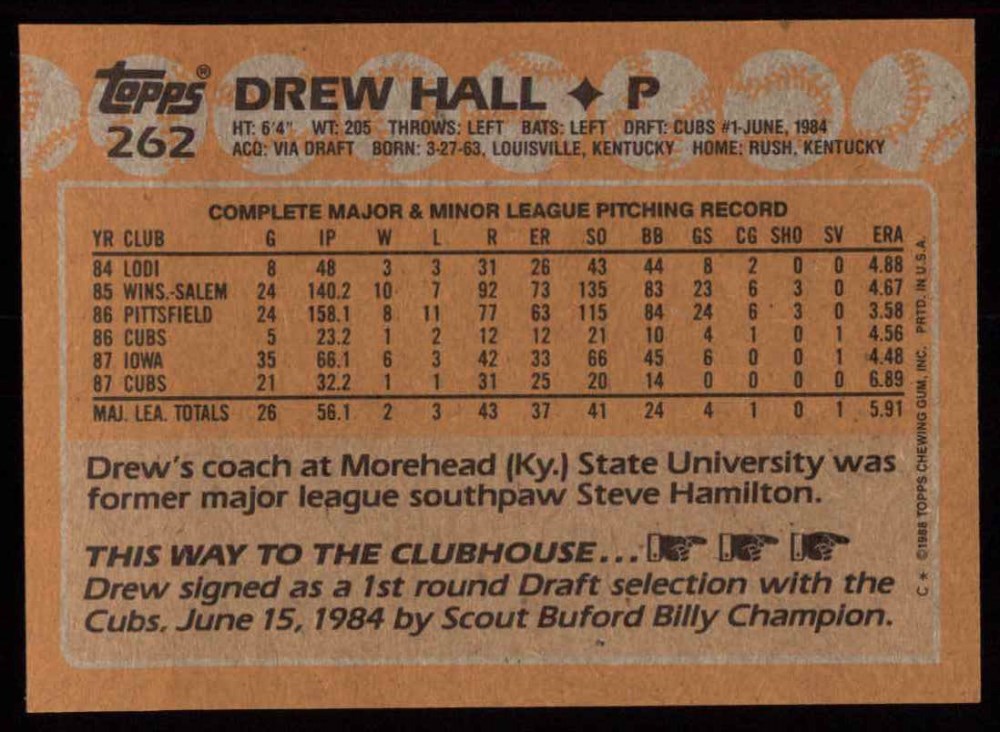 topps® DREW HALL ✦ P
262
HT: 6'4" WT: 205 THROWS: LEFT BATS: LEFT DRFT: CUBS #1-JUNE, 1984
ACQ: VIA DRAFT BORN: 3-27-63, LOUISVILLE, KENTUCKY HOME: RUSH, KENTUCKY
COMPLETE MAJOR & MINOR LEAGUE PITCHING RECORD
YR CLUB G IP W L R ER SO BB GS CG SHO SV ERA
84 LODI 8 48 3 3 31 26 43 44 8 2 0 0 4.88
85 WINS.-SALEM 24 140.2 10 7 92 73 135 83 23 6 3 0 4.67
86 PITTSFIELD 24 158.1 8 11 77 63 115 84 24 6 3 0 3.58
86 CUBS 5 23.2 1 2 12 12 21 10 4 1 0 1 4.56
87 IOWA 35 66.1 6 3 42 33 66 45 6 0 0 1 4.48
87 CUBS 21 32.2 1 1 31 25 20 14 0 0 0 0 6.89
MAJ. LEA. TOTALS 26 56.1 2 3 43 37 41 24 4 1 0 1 5.91
Drew's coach at Morehead (Ky.) State University was
former major league southpaw Steve Hamilton.
THIS WAY TO THE CLUBHOUSE...
Drew signed as a 1st round Draft selection with the
Cubs, June 15, 1984 by Scout Buford Billy Champion.
C * ©1988 TOPPS CHEWING GUM, INC. PRTD. IN U.S.A.